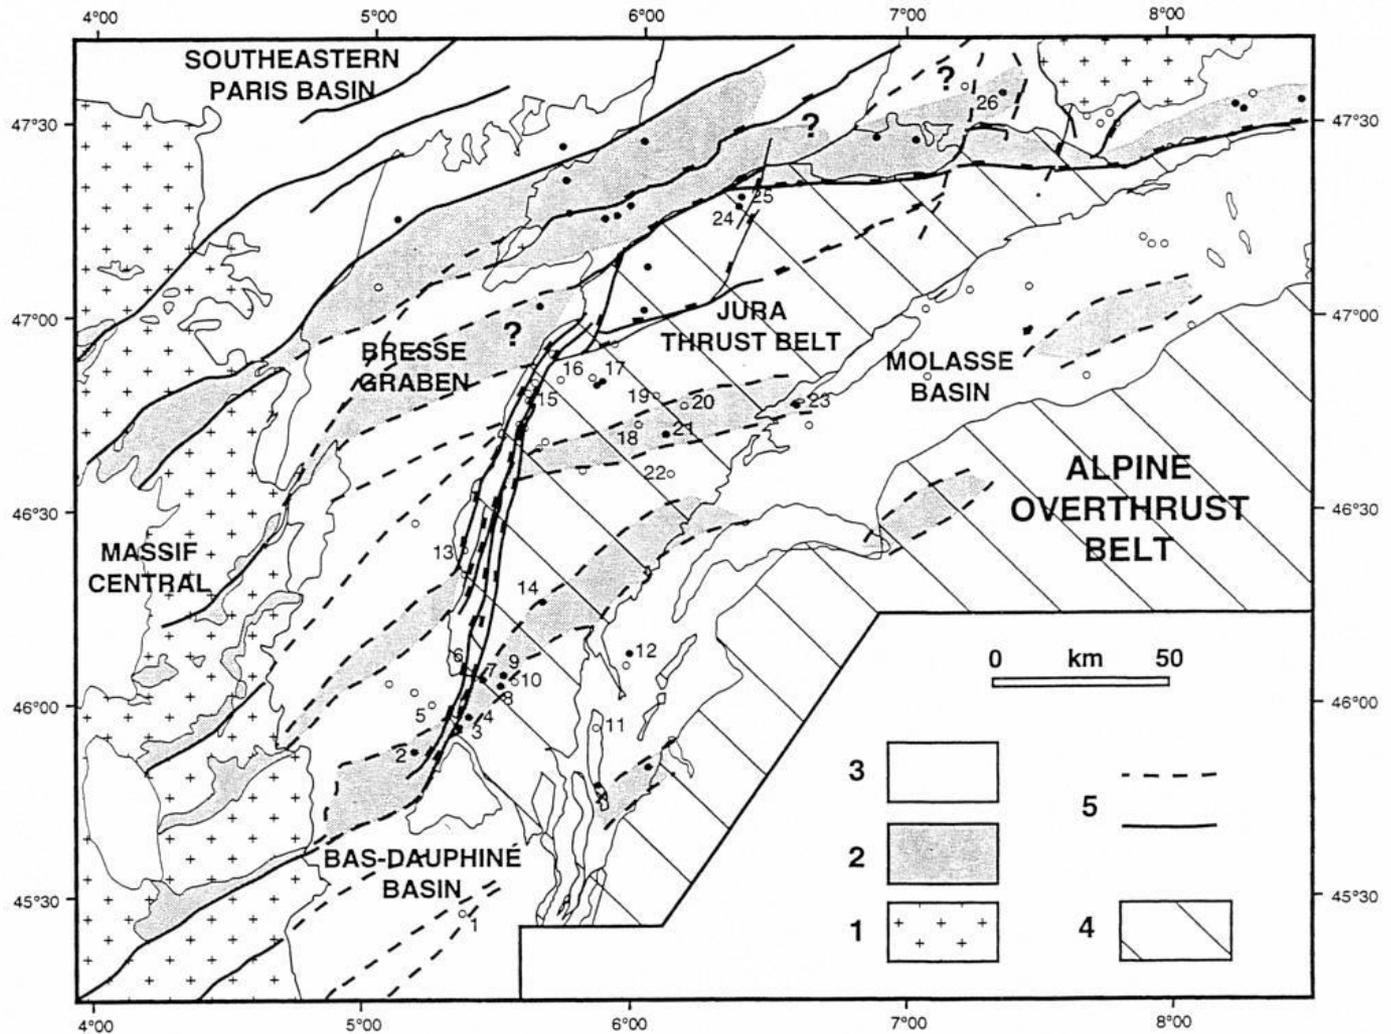 4°00 5°00 6°00 7°00 8°00
SOUTHEASTERN
PARIS BASIN
?
?
26
47°30 47°30
25
24
47°00 47°00
?
JURA
THRUST BELT
BRESSE
GRABEN
MOLASSE
BASIN
16 17
15 19 20 23
18 21
22
ALPINE
OVERTHRUST
BELT
46°30 46°30
MASSIF
CENTRAL
13
14
12
6 7 9
10
8
0 km 50
46°00 46°00
5 4
3
11
2
3
5
2
BAS-DAUPHINÉ
BASIN
45°30 45°30
1
1
4
4°00 5°00 6°00 7°00 8°00